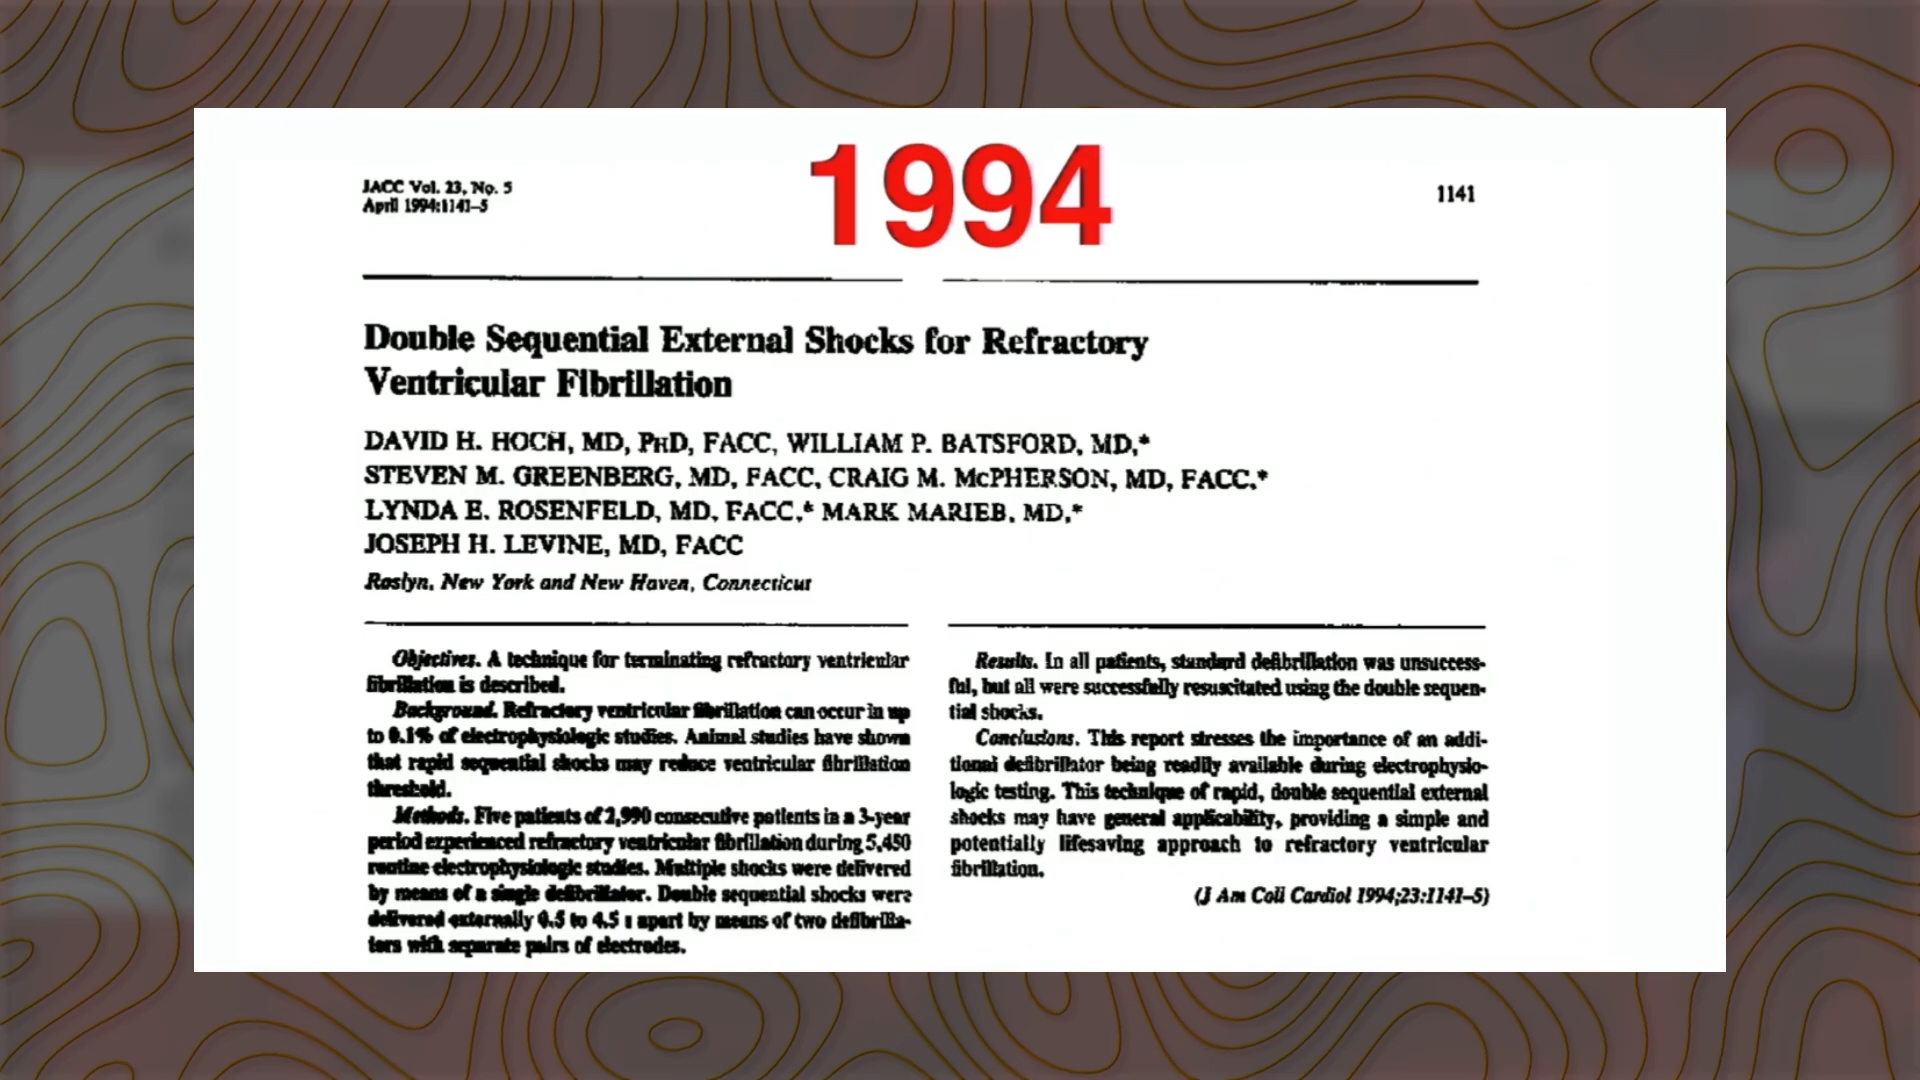 1994
JACC Vol. 23, No. 5
April 1994:1141–5
1141
Double Sequential External Shocks for Refractory
Ventricular Fibrillation
DAVID H. HOCH, MD, PHD, FACC, WILLIAM P. BATSFORD, MD,*
STEVEN M. GREENBERG, MD, FACC, CRAIG M. McPHERSON, MD, FACC,*
LYNDA E. ROSENFELD, MD, FACC,* MARK MARIEB, MD,*
JOSEPH H. LEVINE, MD, FACC
Roslyn, New York and New Haven, Connecticut
Objectives. A technique for terminating refractory ventricular
fibrillation is described.
Background. Refractory ventricular fibrillation can occur in up
to 0.1% of electrophysiologic studies. Animal studies have shown
that rapid sequential shocks may reduce ventricular fibrillation
threshold.
Methods. Five patients of 2,990 consecutive patients in a 3-year
period experienced refractory ventricular fibrillation during 5,450
routine electrophysiologic studies. Multiple shocks were delivered
by means of a single defibrillator. Double sequential shocks were
delivered externally 0.5 to 4.5 s apart by means of two defibrilla-
tors with separate pairs of electrodes.
Results. In all patients, standard defibrillation was unsuccess-
ful, but all were successfully resuscitated using the double sequen-
tial shocks.
Conclusions. This report stresses the importance of an addi-
tional defibrillator being readily available during electrophysio-
logic testing. This technique of rapid, double sequential external
shocks may have general applicability, providing a simple and
potentially lifesaving approach to refractory ventricular
fibrillation.
(J Am Coll Cardiol 1994;23:1141–5)